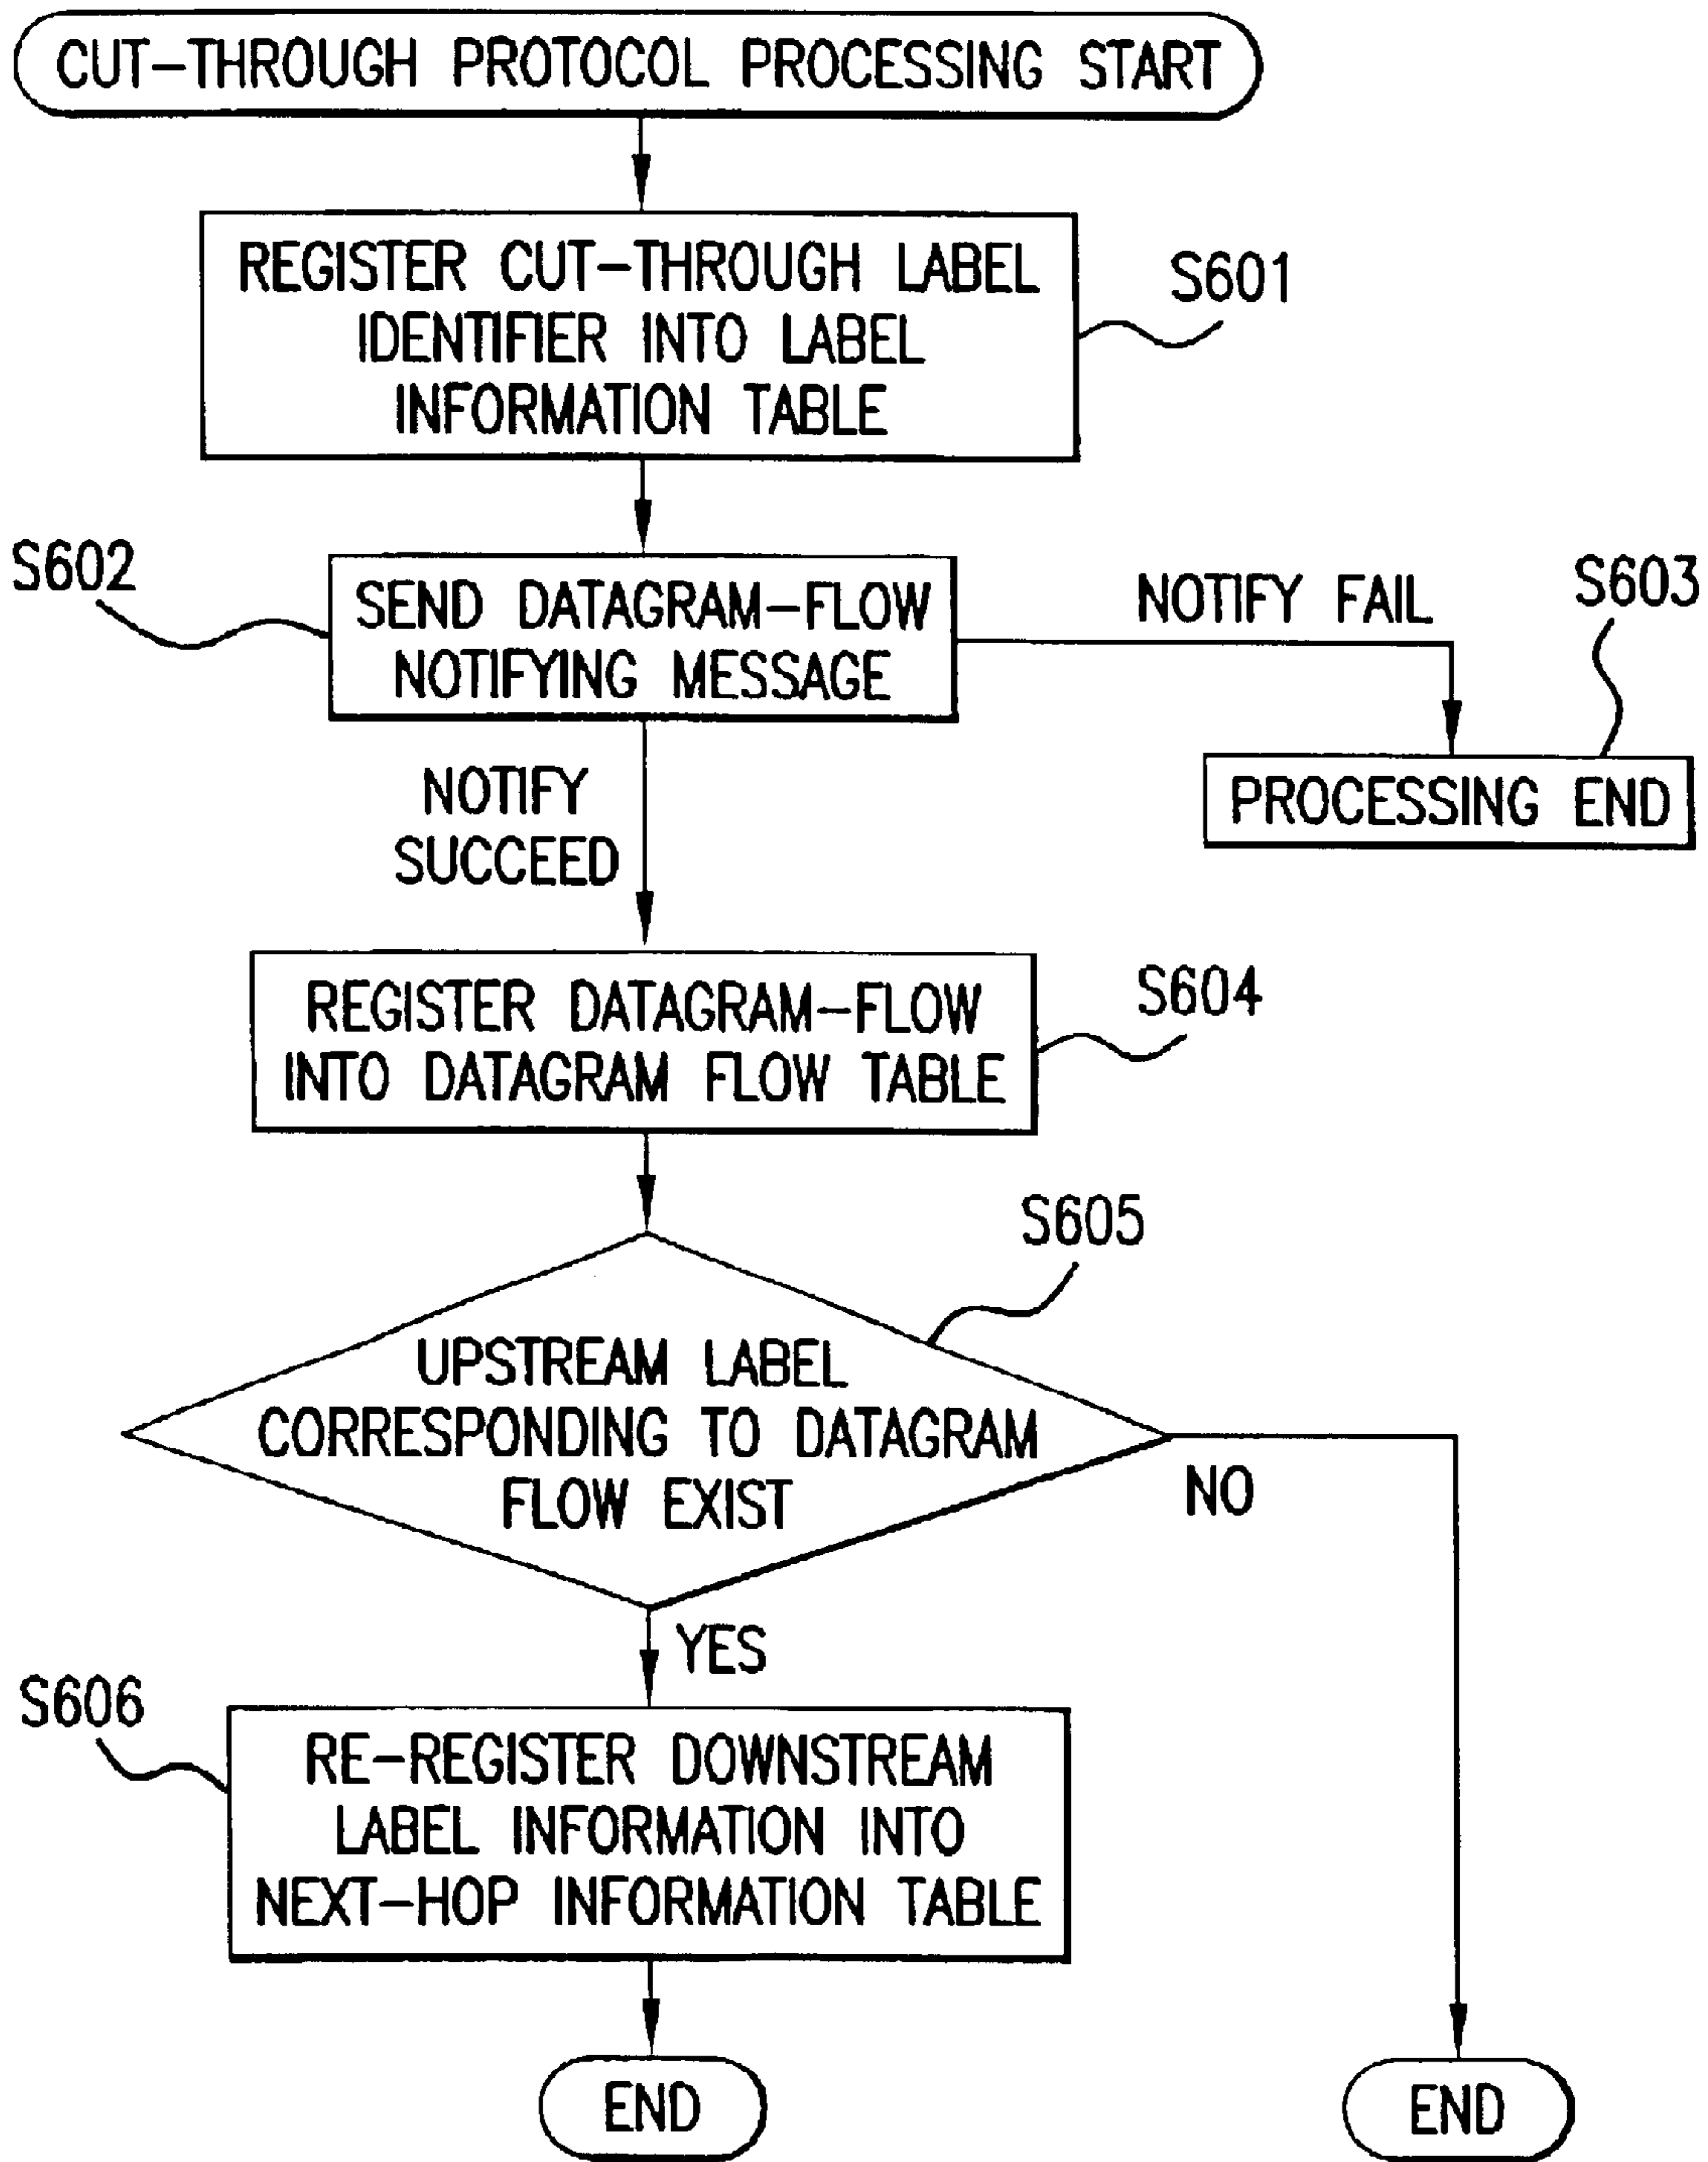 CUT-THROUGH PROTOCOL PROCESSING START
REGISTER CUT-THROUGH LABEL
IDENTIFIER INTO LABEL
INFORMATION TABLE
S601
S602
SEND DATAGRAM-FLOW
NOTIFYING MESSAGE
NOTIFY FAIL
S603
PROCESSING END
NOTIFY
SUCCEED
REGISTER DATAGRAM-FLOW
INTO DATAGRAM FLOW TABLE
S604
S605
UPSTREAM LABEL
CORRESPONDING TO DATAGRAM
FLOW EXIST
NO
YES
S606
RE-REGISTER DOWNSTREAM
LABEL INFORMATION INTO
NEXT-HOP INFORMATION TABLE
END
END